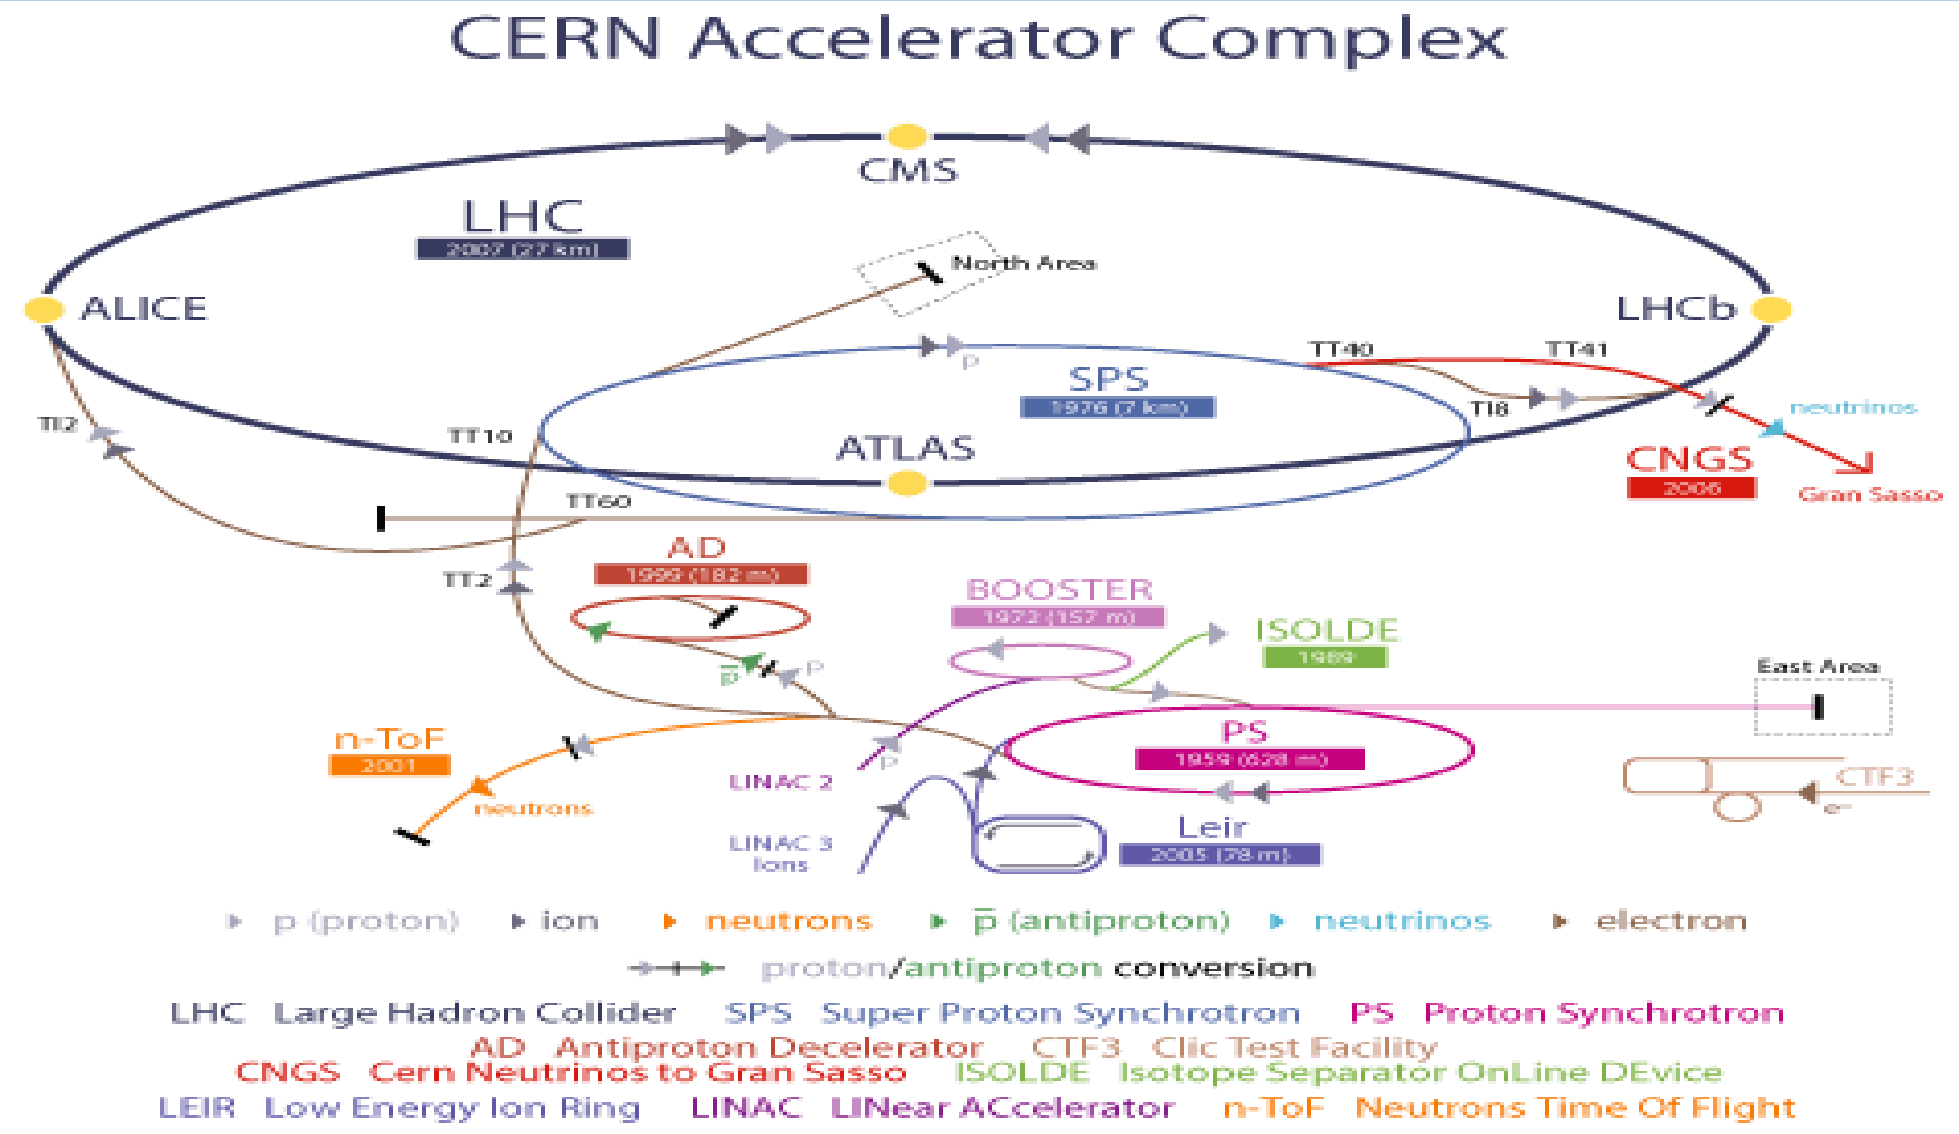 CERN Accelerator Complex
CMS
LHC
2007 (27 km)
North Area
ALICE
LHCb
p
TT40
TT41
SPS
1976 (7 km)
TI8
neutrinos
TI2
TT10
ATLAS
CNGS
2006
Gran Sasso
TT60
AD
1999 (182 m)
TT2
BOOSTER
1972 (157 m)
ISOLDE
1989
East Area
p̅
p
n-ToF
2001
neutrons
PS
1959 (628 m)
LINAC 2
p
CTF3
e-
LINAC 3
Ions
Leir
2005 (78 m)
p (proton) ion neutrons p̅ (antiproton) neutrinos electron
proton/antiproton conversion
LHC Large Hadron Collider SPS Super Proton Synchrotron PS Proton Synchrotron
AD Antiproton Decelerator CTF3 Clic Test Facility
CNGS Cern Neutrinos to Gran Sasso ISOLDE Isotope Separator OnLine DEvice
LEIR Low Energy Ion Ring LINAC LINear ACcelerator n-ToF Neutrons Time Of Flight